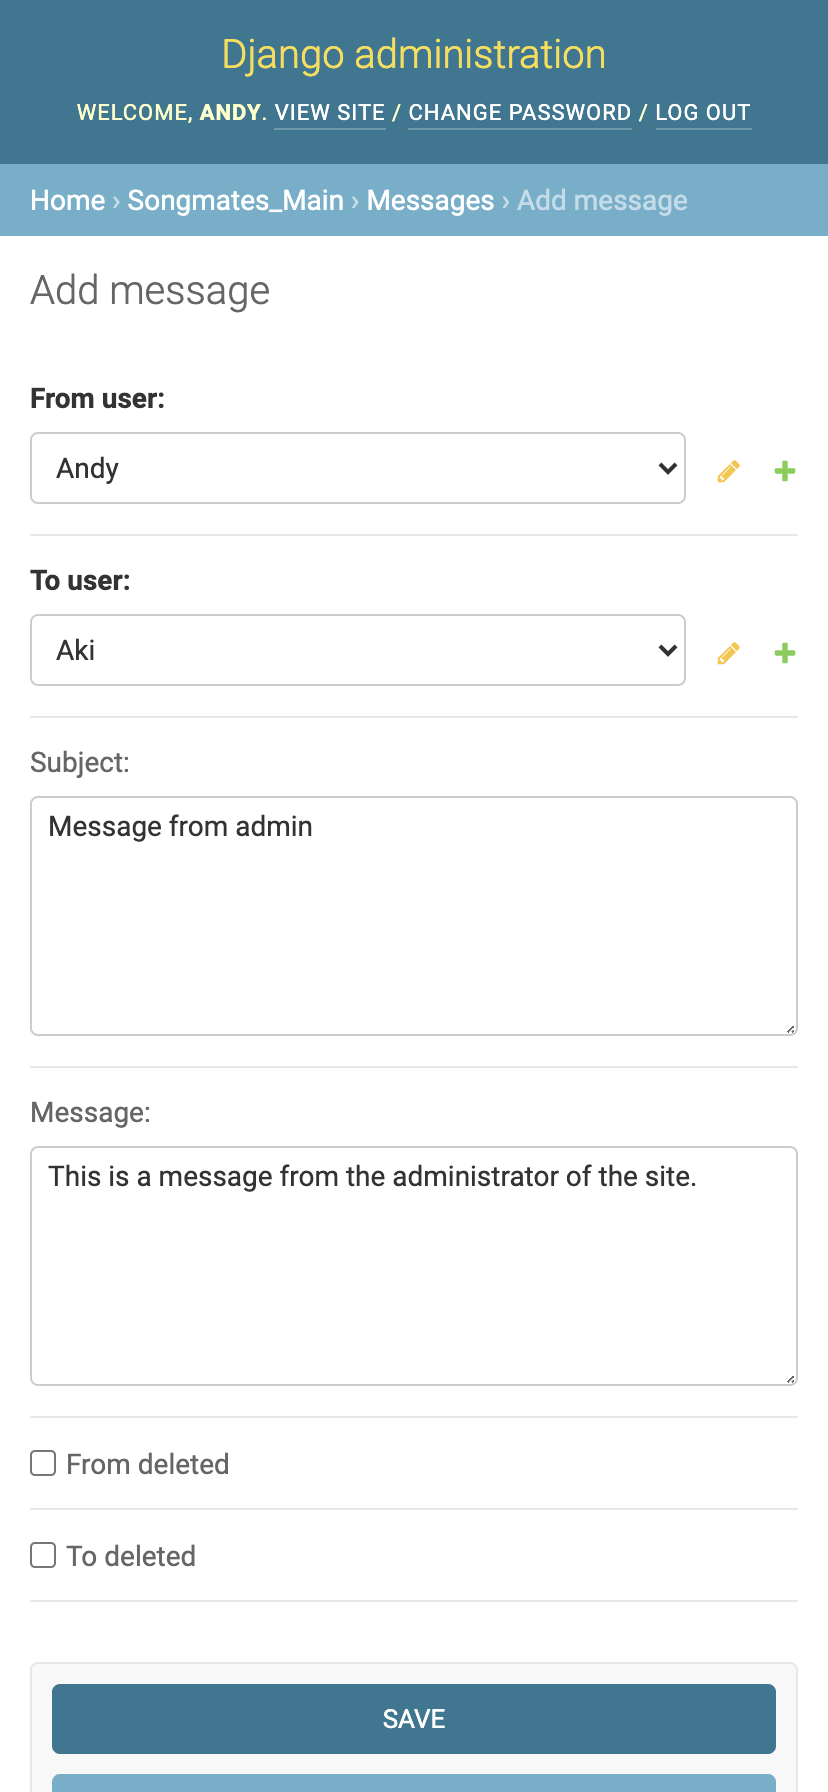 Django administration
WELCOME, ANDY. VIEW SITE / CHANGE PASSWORD / LOG OUT
Home › Songmates_Main › Messages › Add message
Add message
From user:
Andy
To user:
Aki
Subject:
Message from admin
Message:
This is a message from the administrator of the site.
From deleted
To deleted
SAVE